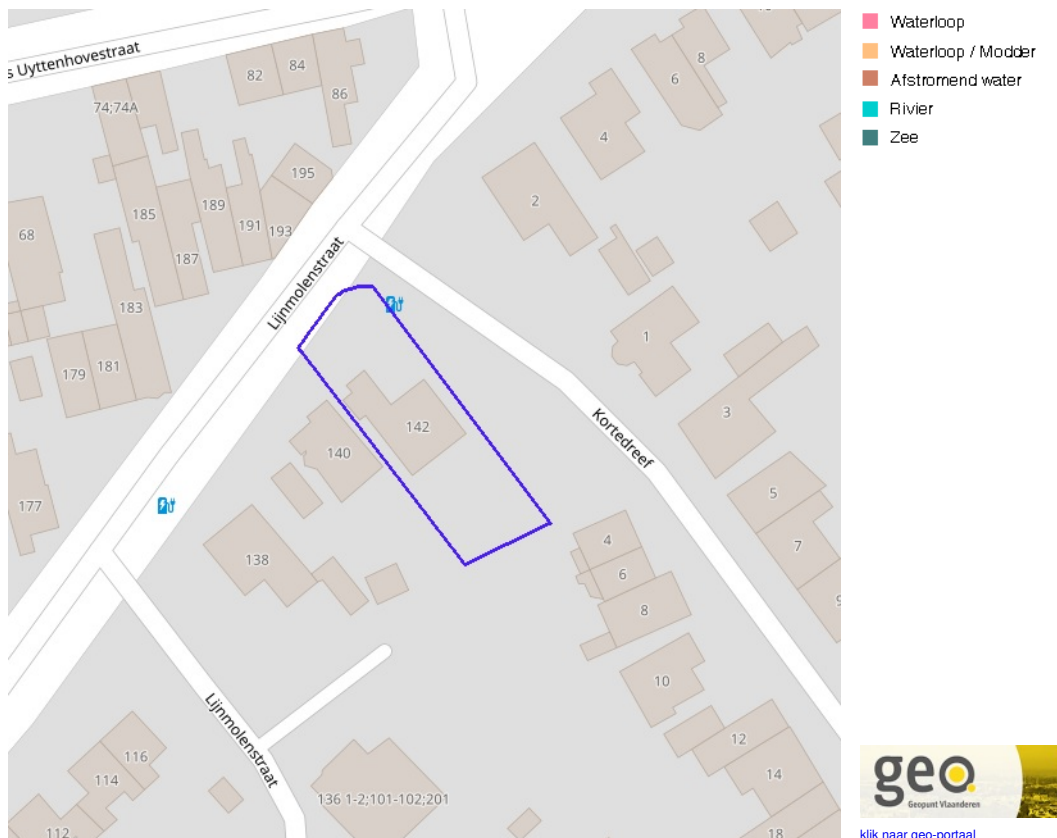 s Uyttenhovestraat
82
84
86
74;74A
195
185
189
191
193
187
68
183
179
181
177
Lijnmolenstraat
6
8
4
2
1
3
5
7
Kortedreef
142
140
138
4
6
8
10
12
14
18
Lijnmolenstraat
116
114
112
136 1-2;101-102;201
Waterloop
Waterloop / Modder
Afstromend water
Rivier
Zee
geo.
Geopunt Vlaanderen
klik naar geo-portaal